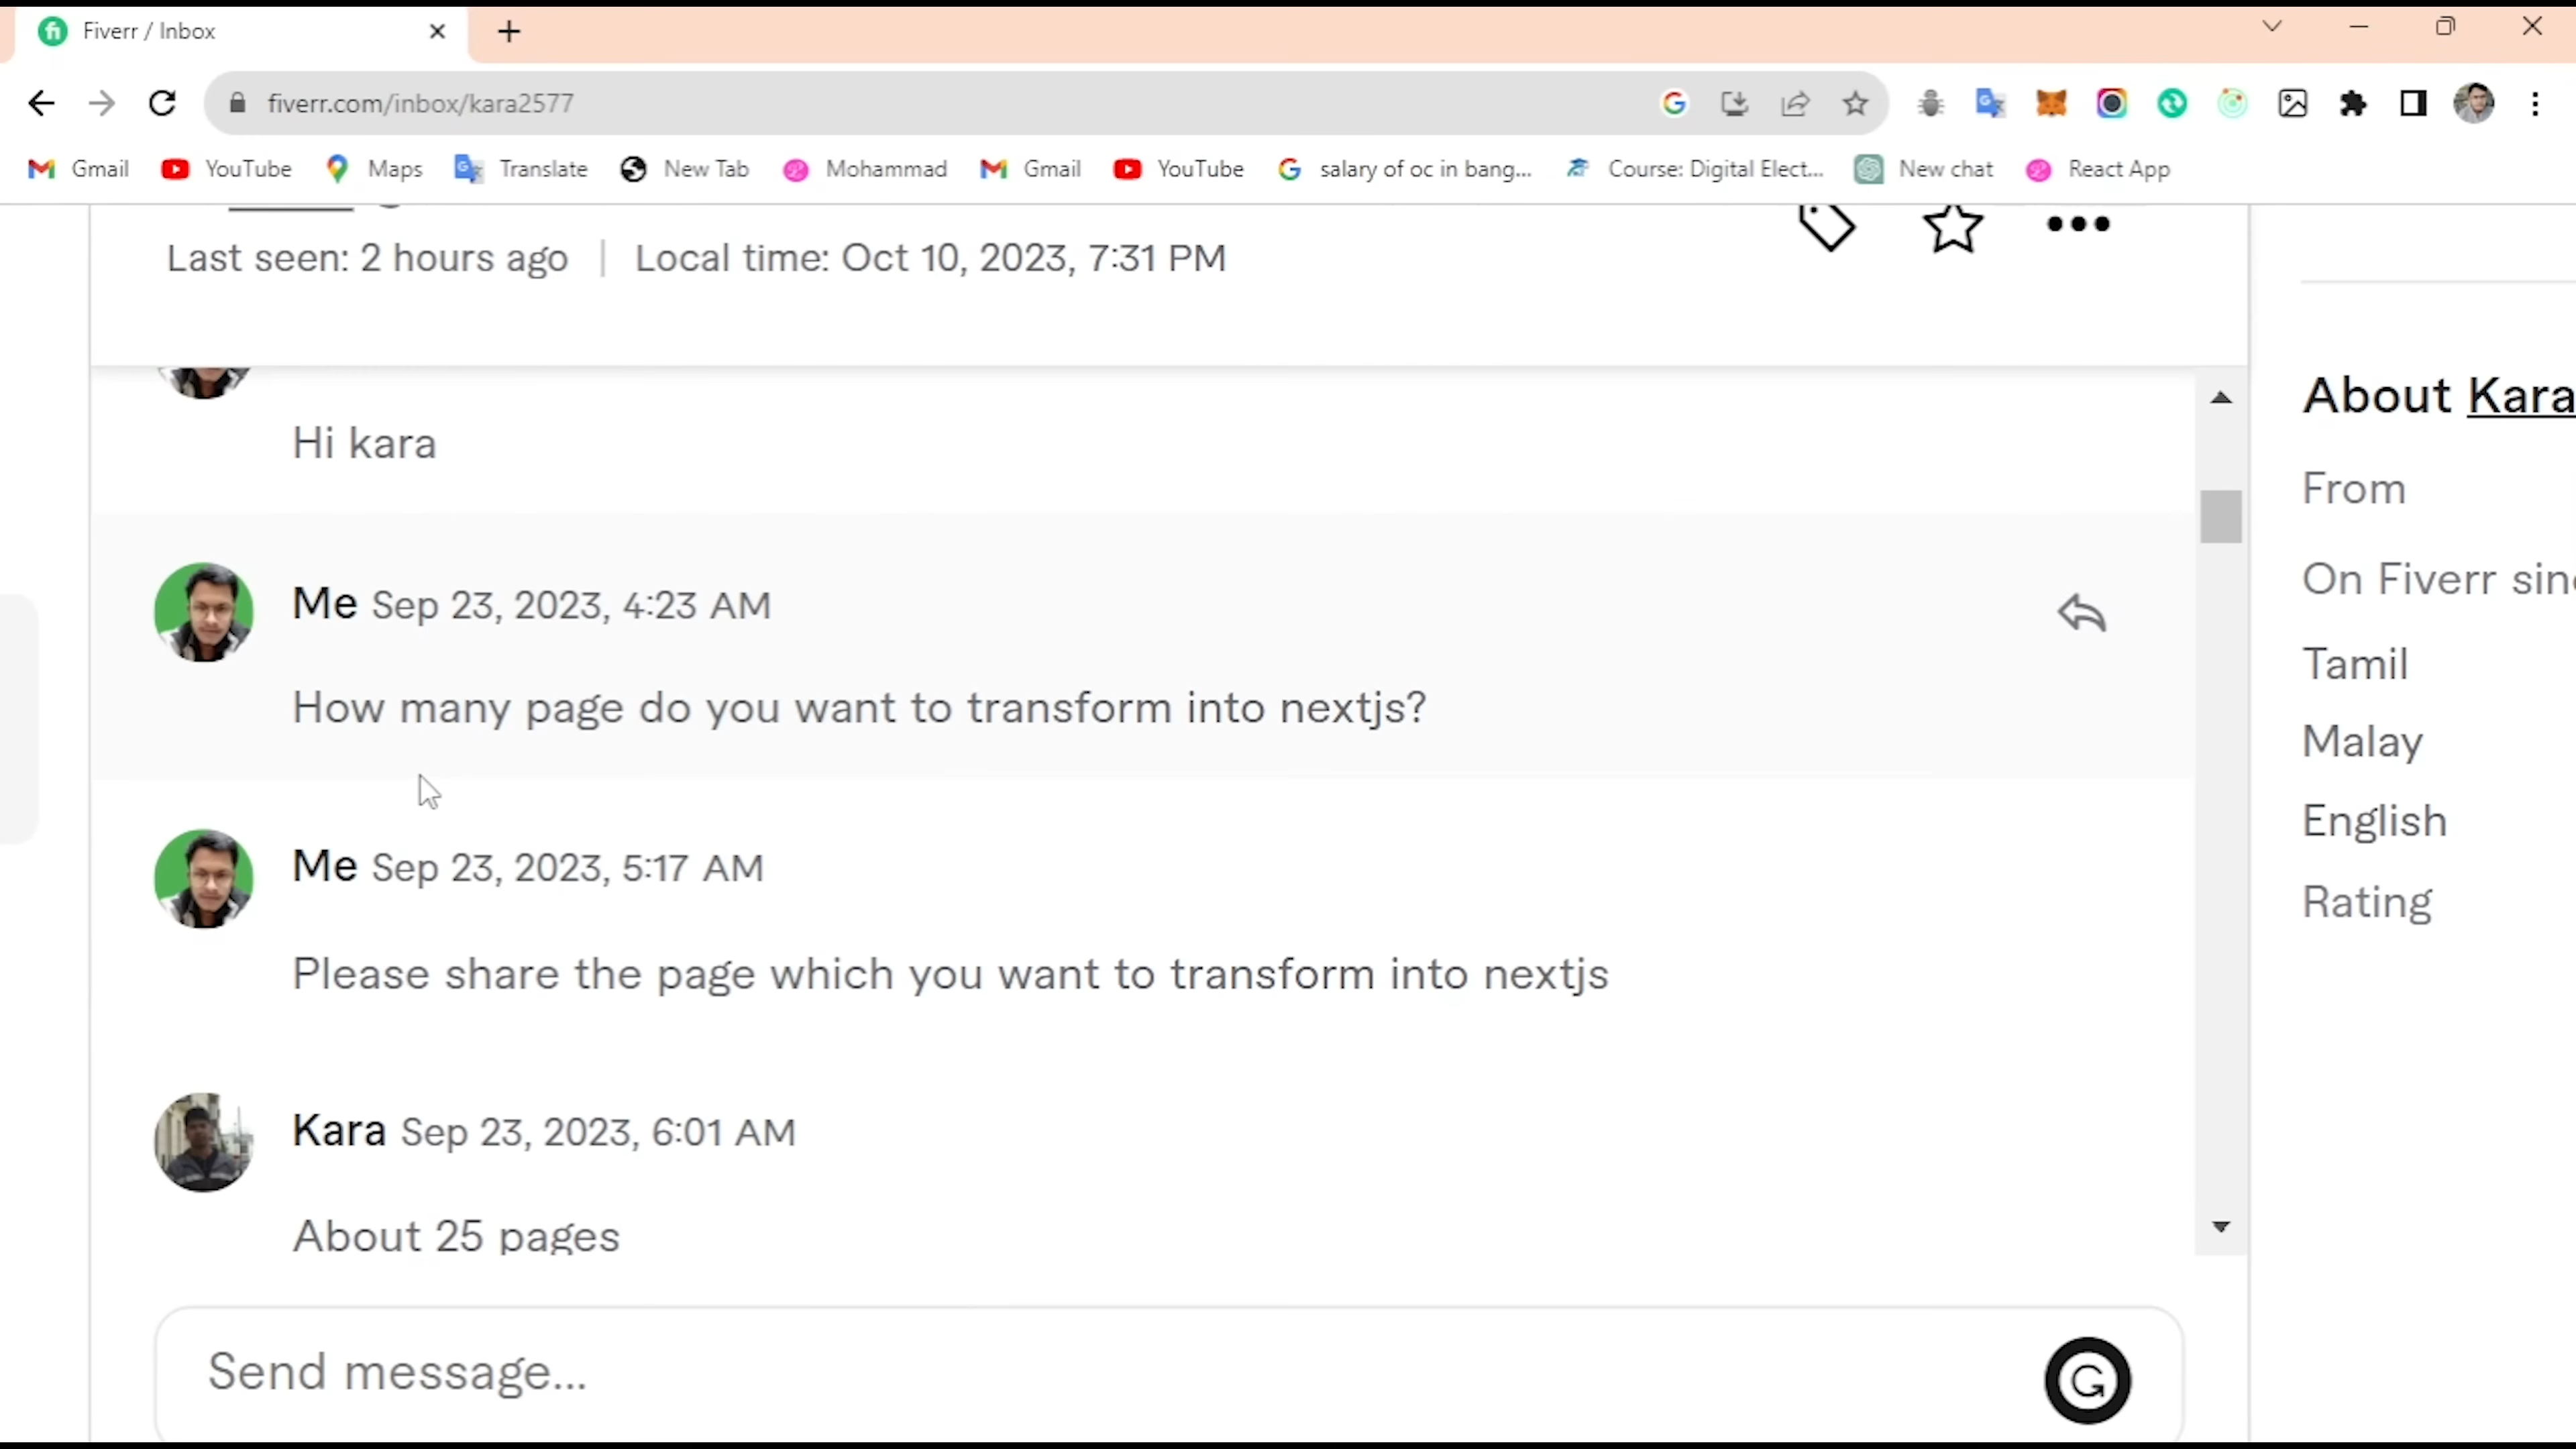 Fiverr / Inbox
fiverr.com/inbox/kara2577
Gmail YouTube Maps Translate New Tab Mohammad Gmail YouTube salary of oc in bang... Course: Digital Elect... New chat React App
Last seen: 2 hours ago | Local time: Oct 10, 2023, 7:31 PM
Hi kara
Me Sep 23, 2023, 4:23 AM
How many page do you want to transform into nextjs?
Me Sep 23, 2023, 5:17 AM
Please share the page which you want to transform into nextjs
Kara Sep 23, 2023, 6:01 AM
About 25 pages
Send message...
About Kara
From
On Fiverr sinc
Tamil
Malay
English
Rating